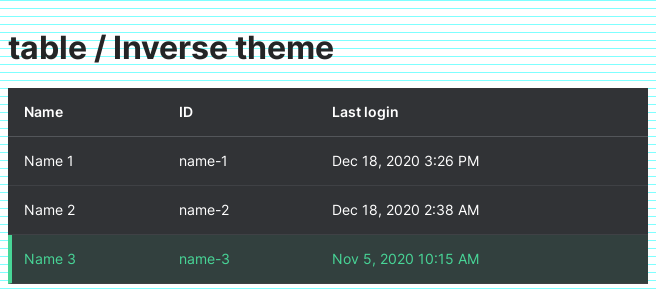 table / Inverse theme
Name ID Last login
Name 1 name-1 Dec 18, 2020 3:26 PM
Name 2 name-2 Dec 18, 2020 2:38 AM
Name 3 name-3 Nov 5, 2020 10:15 AM